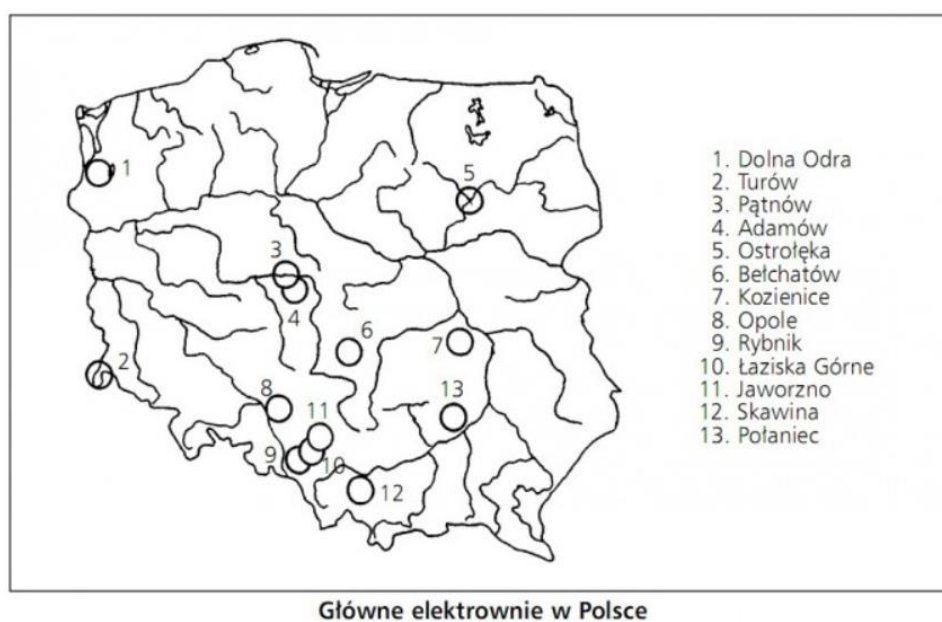 1
5
3
4
6
7
2
8
11
13
9
10
12
1. Dolna Odra
2. Turów
3. Pątnów
4. Adamów
5. Ostrołęka
6. Bełchatów
7. Kozienice
8. Opole
9. Rybnik
10. Łaziska Górne
11. Jaworzno
12. Skawina
13. Połaniec
Główne elektrownie w Polsce